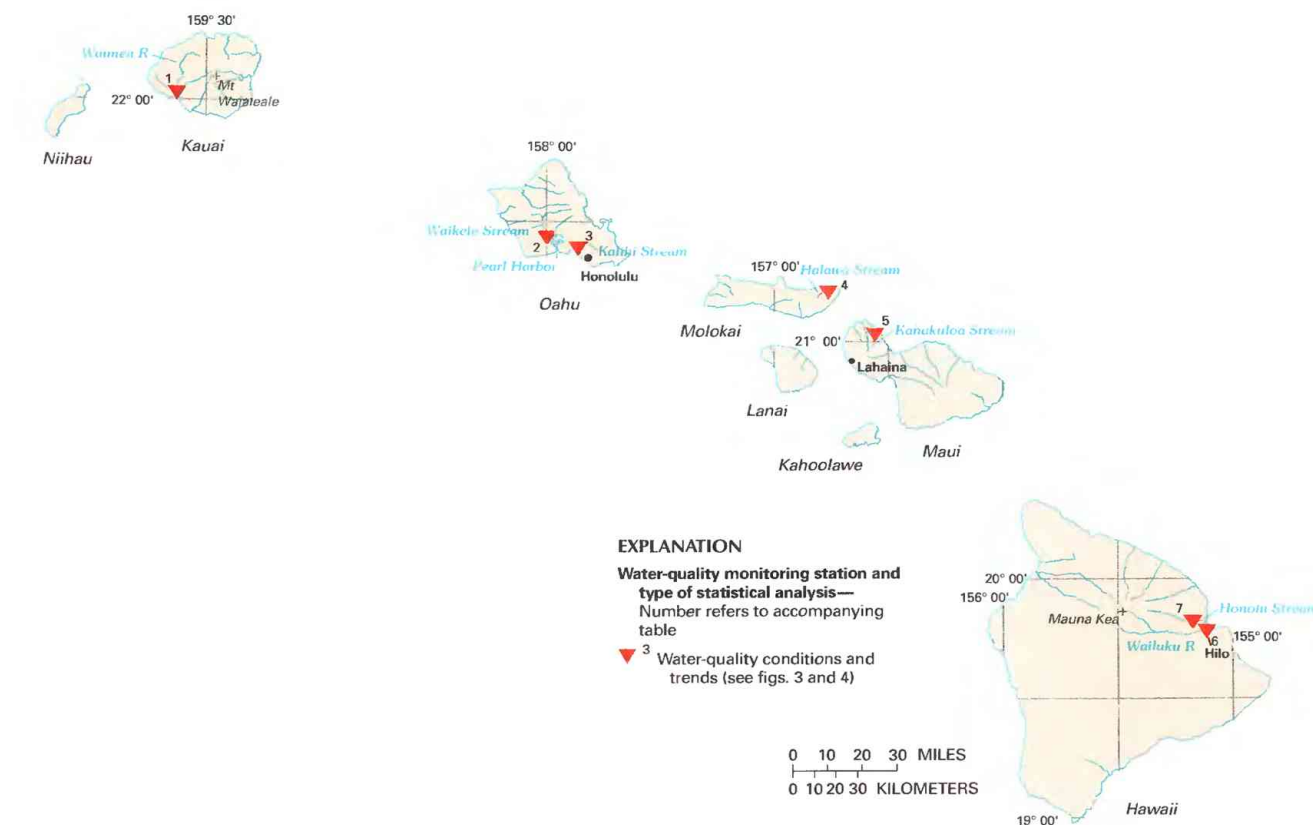 159° 30'
Waimea R
1
Mt
Waialeale
22° 00'
Niihau
Kauai
158° 00'
Waikele Stream
2
3
Kalihi Stream
Pearl Harbor
Honolulu
Oahu
157° 00'
Halawa Stream
4
Molokai
5
Kahakuloa Stream
21° 00'
Lahaina
Lanai
Kahoolawe
Maui
EXPLANATION
Water-quality monitoring station and
type of statistical analysis—
Number refers to accompanying
table
3 Water-quality conditions and
trends (see figs. 3 and 4)
20° 00'
156° 00'
Mauna Kea
7
Honolii Stream
6
155° 00'
Wailuku R
Hilo
0 10 20 30 MILES
0 10 20 30 KILOMETERS
Hawaii
19° 00'